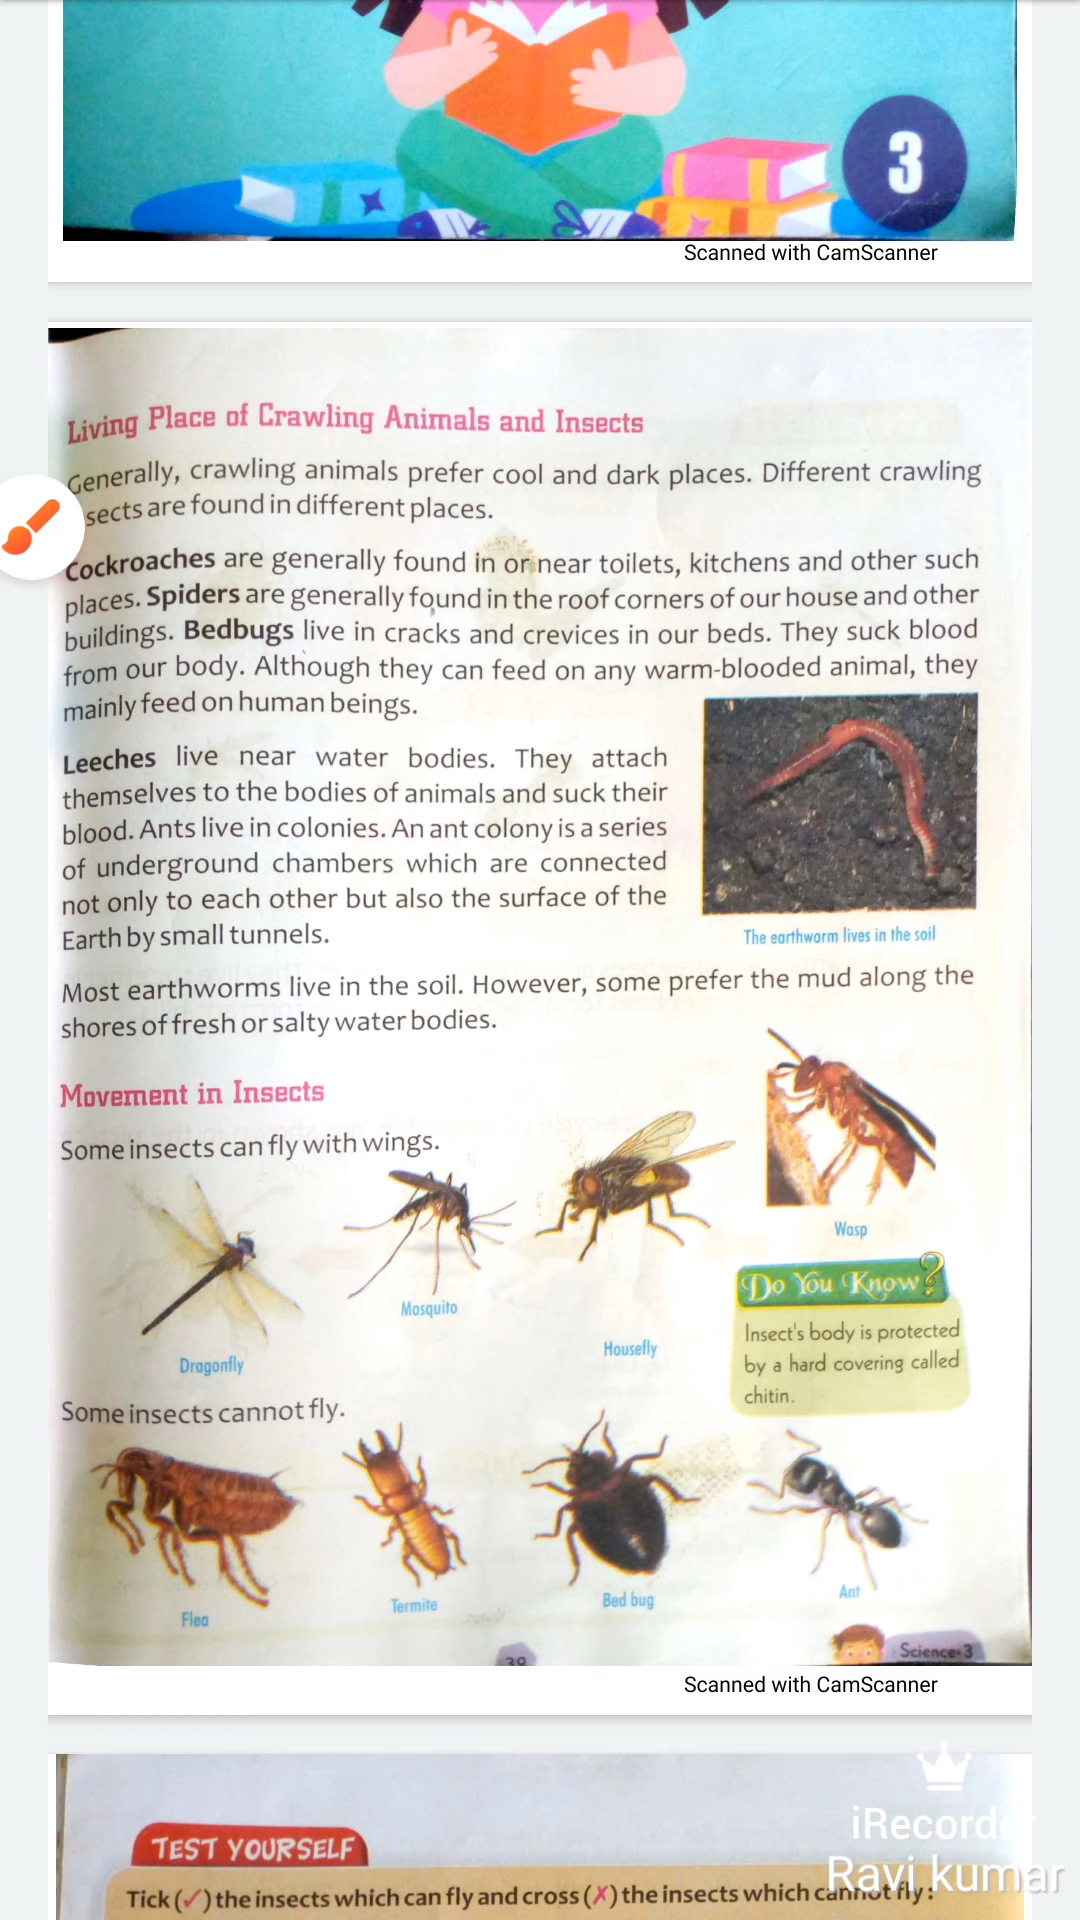 3
Scanned with CamScanner
Living Place of Crawling Animals and Insects
Generally, crawling animals prefer cool and dark places. Different crawling
sects are found in different places.
Cockroaches are generally found in or near toilets, kitchens and other such
places. Spiders are generally found in the roof corners of our house and other
buildings. Bedbugs live in cracks and crevices in our beds. They suck blood
from our body. Although they can feed on any warm-blooded animal, they
mainly feed on human beings.
Leeches live near water bodies. They attach
themselves to the bodies of animals and suck their
blood. Ants live in colonies. An ant colony is a series
of underground chambers which are connected
not only to each other but also the surface of the
Earth by small tunnels.
The earthworm lives in the soil
Most earthworms live in the soil. However, some prefer the mud along the
shores of fresh or salty water bodies.
Movement in Insects
Some insects can fly with wings.
Wasp
Mosquito
Housefly
Dragonfly
Do You Know?
Insect's body is protected
by a hard covering called
chitin.
Some insects cannot fly.
Flea
Termite
Bed bug
Ant
39
Science-3
Scanned with CamScanner
iRecorder
Ravi kumar
TEST YOURSELF
Tick (✓) the insects which can fly and cross (✗) the insects which cannot fly: